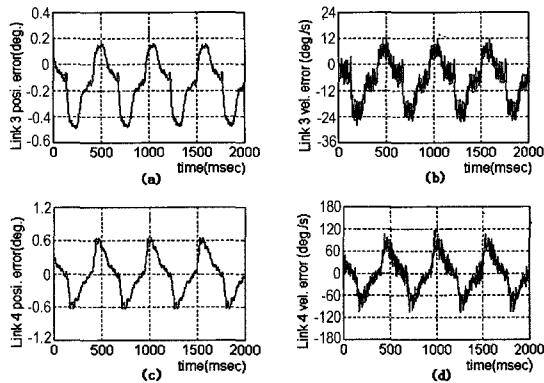 Link 3 posi. error(deg.)
0.4
0.2
0
-0.2
-0.4
-0.6
0 500 1000 1500 2000
time(msec)
(a)
Link 3 vel. error (deg./s)
24
12
0
-12
-24
-36
0 500 1000 1500 2000
time(msec)
(b)
Link 4 posi. error(deg.)
1.2
0.6
0
-0.6
-1.2
0 500 1000 1500 2000
time(msec)
(c)
Link 4 vel. error (deg./s)
180
120
60
0
-60
-120
-180
0 500 1000 1500 2000
time(msec)
(d)